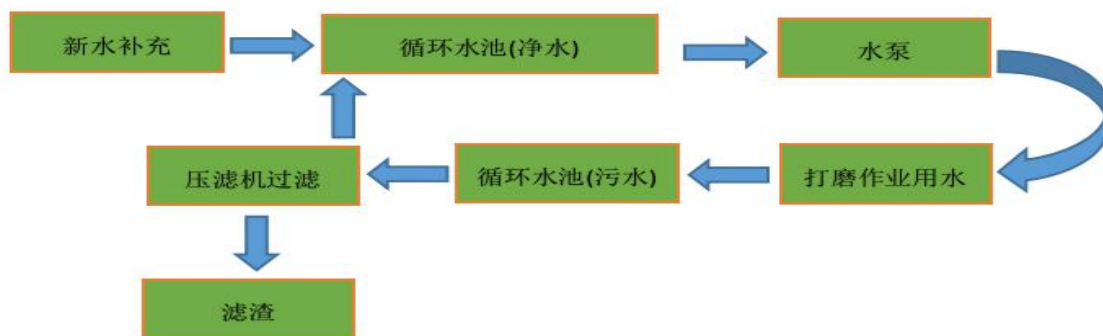 新水补充
循环水池(净水)
水泵
压滤机过滤
循环水池(污水)
打磨作业用水
滤渣